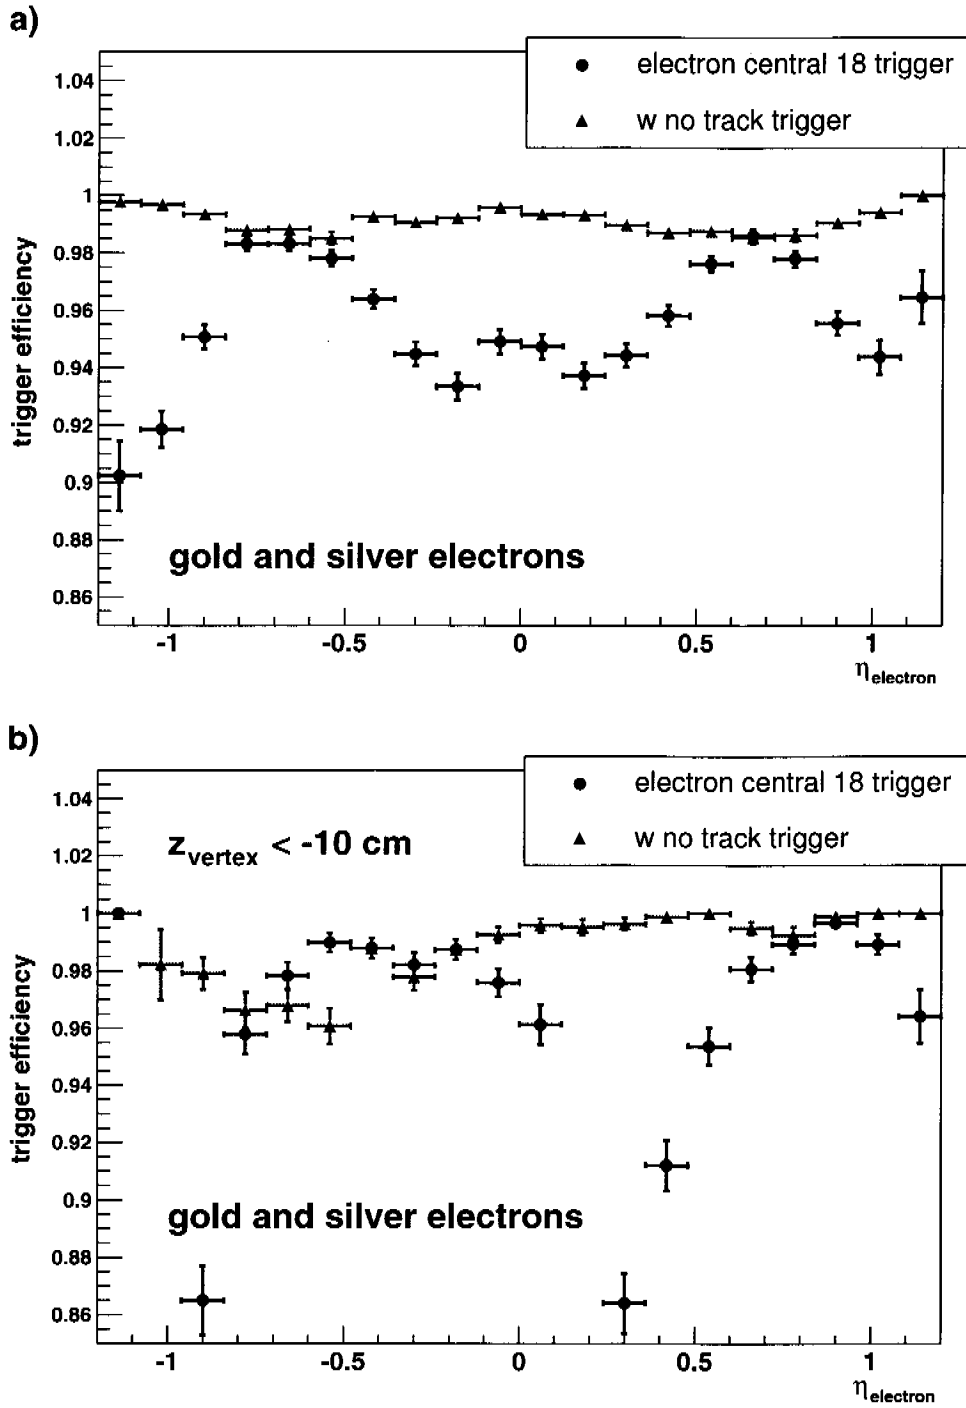 a)
electron central 18 trigger
w no track trigger
1.04
1.02
1
0.98
0.96
0.94
0.92
0.9
0.88
0.86
trigger efficiency
gold and silver electrons
-1 -0.5 0 0.5 1
ηelectron
b)
electron central 18 trigger
w no track trigger
zvertex < -10 cm
1.04
1.02
1
0.98
0.96
0.94
0.92
0.9
0.88
0.86
trigger efficiency
gold and silver electrons
-1 -0.5 0 0.5 1
ηelectron